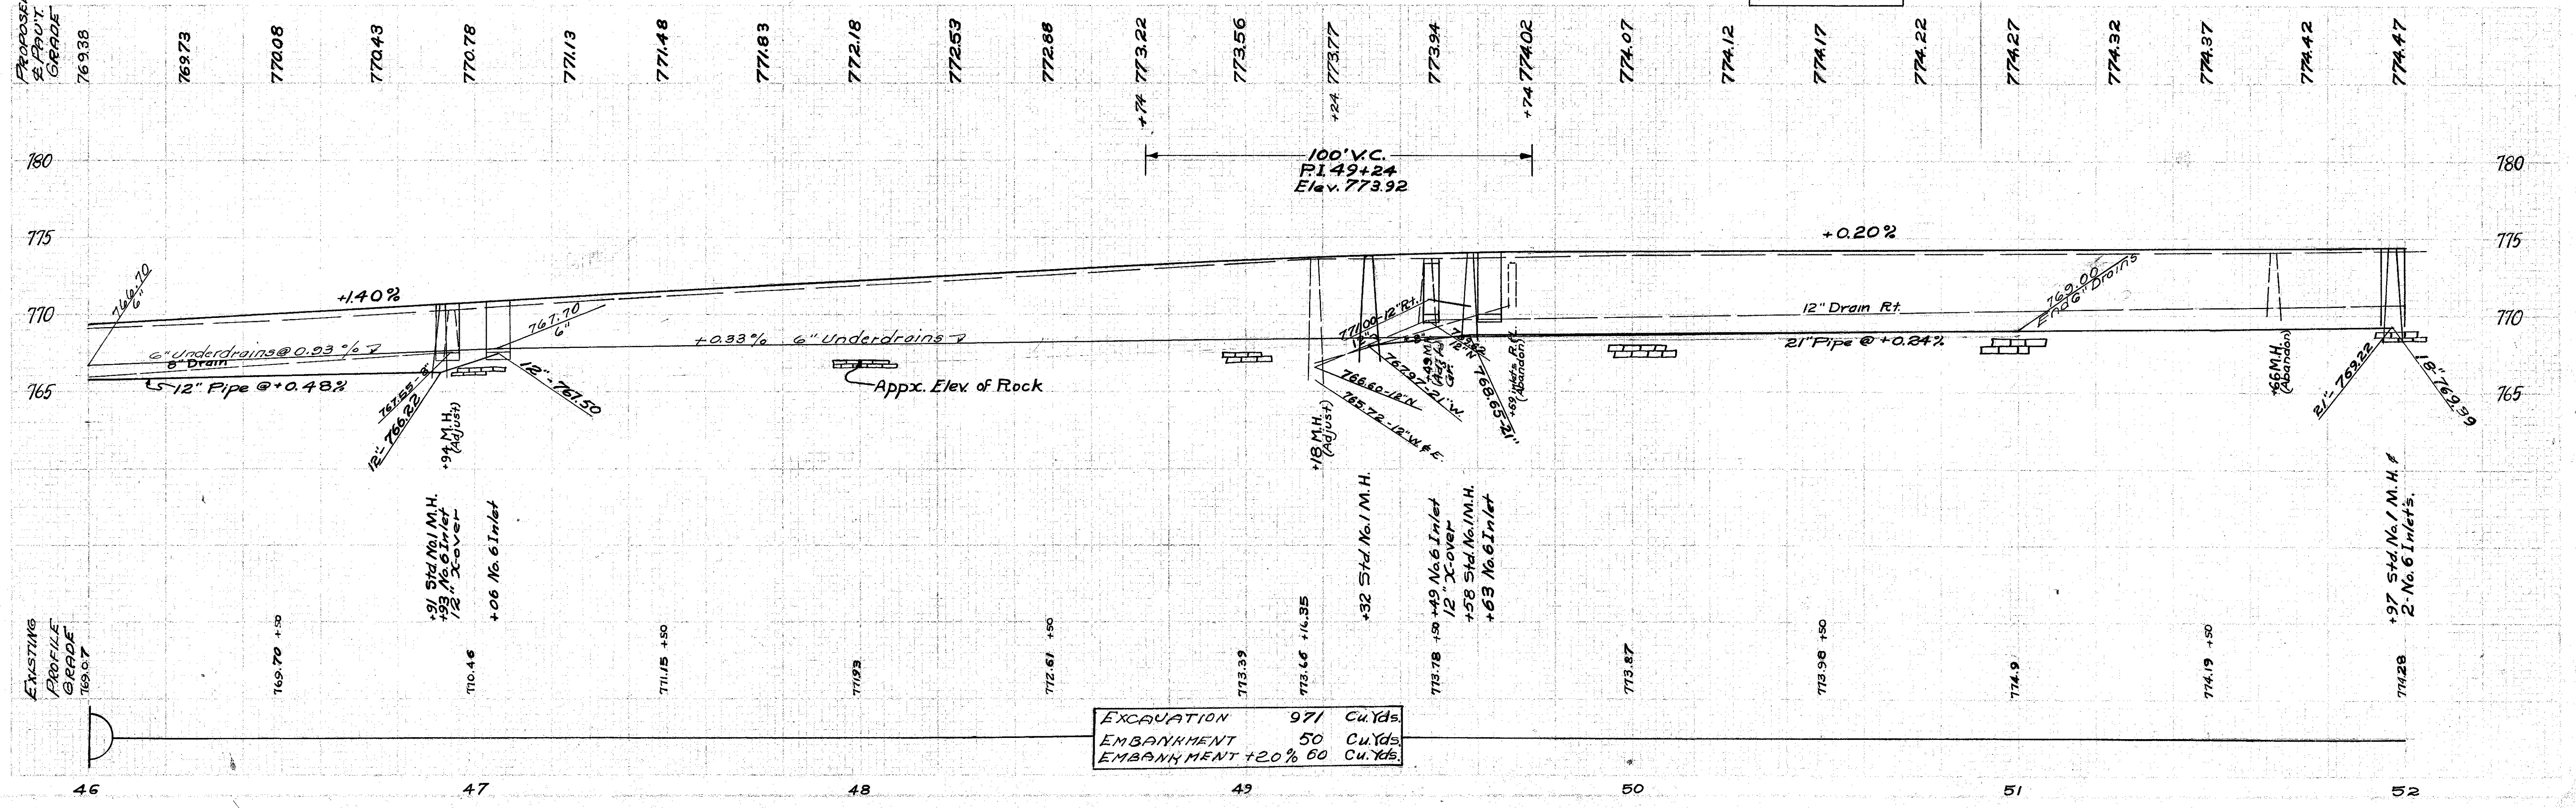 PROPOSED
₤ PAV'T.
GRADE
769.38
769.73
770.08
770.43
770.78
771.13
771.48
771.83
772.18
772.53
772.88
+74 773.22
773.56
+24 773.77
773.94
+74 774.02
774.07
774.12
774.17
774.22
774.27
774.32
774.37
774.42
774.47
780
780
100' V.C.
P.I. 49+24
Elev. 773.92
775
775
+0.20%
766.70
6"
+1.40%
770
770
767.70
6"
+0.33% 6" Underdrains
6" Underdrains @ 0.93%
8" Drain
12" Pipe @ +0.48%
765
765
Appx. Elev. of Rock
12"-767.50
767.55-8"
12"-766.22
+94 M.H.
(Adjust)
771.00-12" Rt.
12" Drain Rt.
21" Pipe @ +0.24%
769.00
End 6" Drains
767.97-21" W.
766.60-12" N
765.72-12" W & E.
768.65-12"
+69 inlets R.&L.
(Abandon)
+18 M.H.
(Adjust)
+66 M.H.
(Abandon)
21"-769.22
18"-769.39
+91 Std. No.1 M.H.
+93 No.6 Inlet
12" X-over
+06 No.6 Inlet
+32 Std. No.1 M.H.
+49 No.6 Inlet
12" X-over
+58 Std. No.1 M.H.
+63 No.6 Inlet
+97 Std. No.1 M.H. &
2-No.6 Inlet's.
EXISTING
PROFILE
GRADE
769.07
769.70 +50
770.46
771.15 +50
771.93
772.61 +50
773.39
773.66 +16.35
773.78 +50
773.87
773.98 +50
774.9
774.19 +50
774.28
EXCAVATION 971 Cu. Yds.
EMBANKMENT 50 Cu. Yds.
EMBANKMENT +20% 60 Cu. Yds.
46 47 48 49 50 51 52